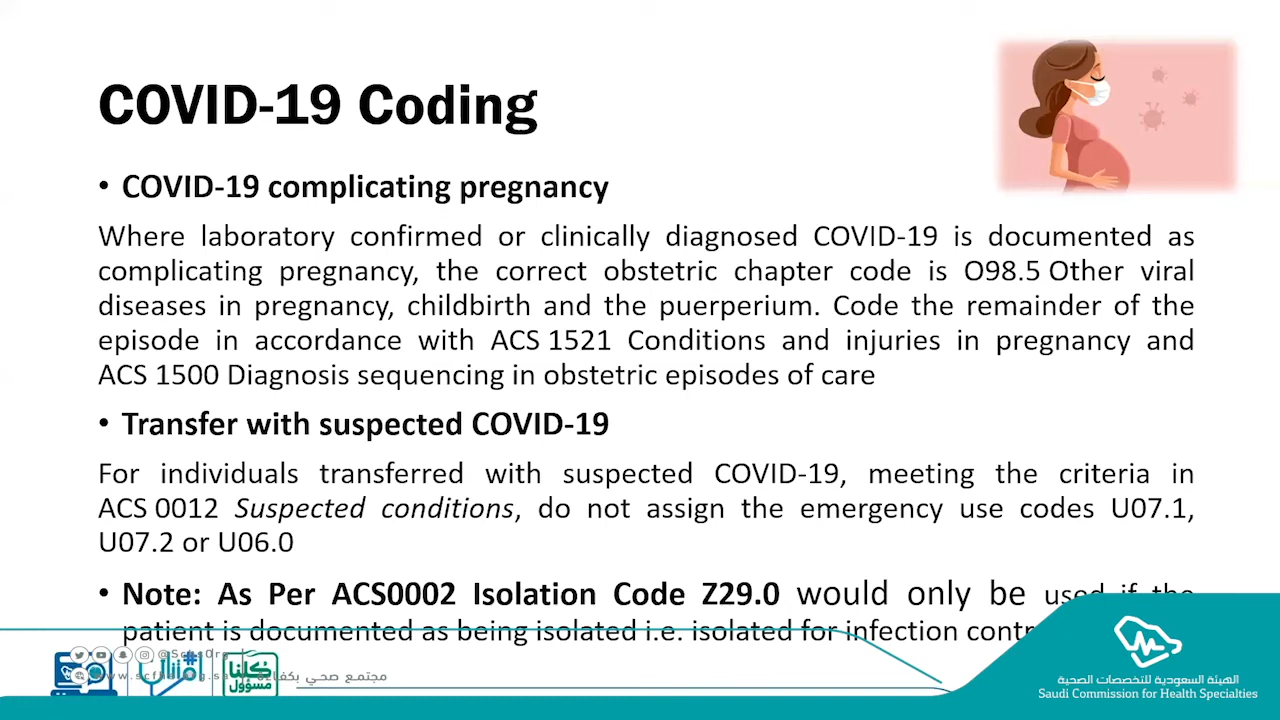 COVID-19 Coding
• COVID-19 complicating pregnancy
Where laboratory confirmed or clinically diagnosed COVID-19 is documented as
complicating pregnancy, the correct obstetric chapter code is O98.5 Other viral
diseases in pregnancy, childbirth and the puerperium. Code the remainder of the
episode in accordance with ACS 1521 Conditions and injuries in pregnancy and
ACS 1500 Diagnosis sequencing in obstetric episodes of care
• Transfer with suspected COVID-19
For individuals transferred with suspected COVID-19, meeting the criteria in
ACS 0012 Suspected conditions, do not assign the emergency use codes U07.1,
U07.2 or U06.0
• Note: As Per ACS0002 Isolation Code Z29.0 would only be used if the
patient is documented as being isolated i.e. isolated for infection
@SchsOrg
كلنا
مسؤول
مجتمع صحي بكفاءة
الهيئة السعودية للتخصصات الصحية
Saudi Commission for Health Specialties